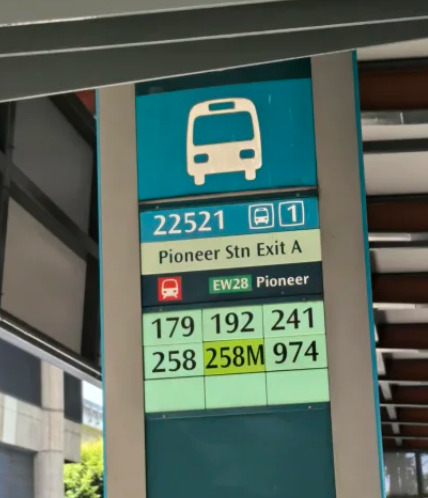 22521 1
Pioneer Stn Exit A
EW28 Pioneer
179 192 241
258 258M 974